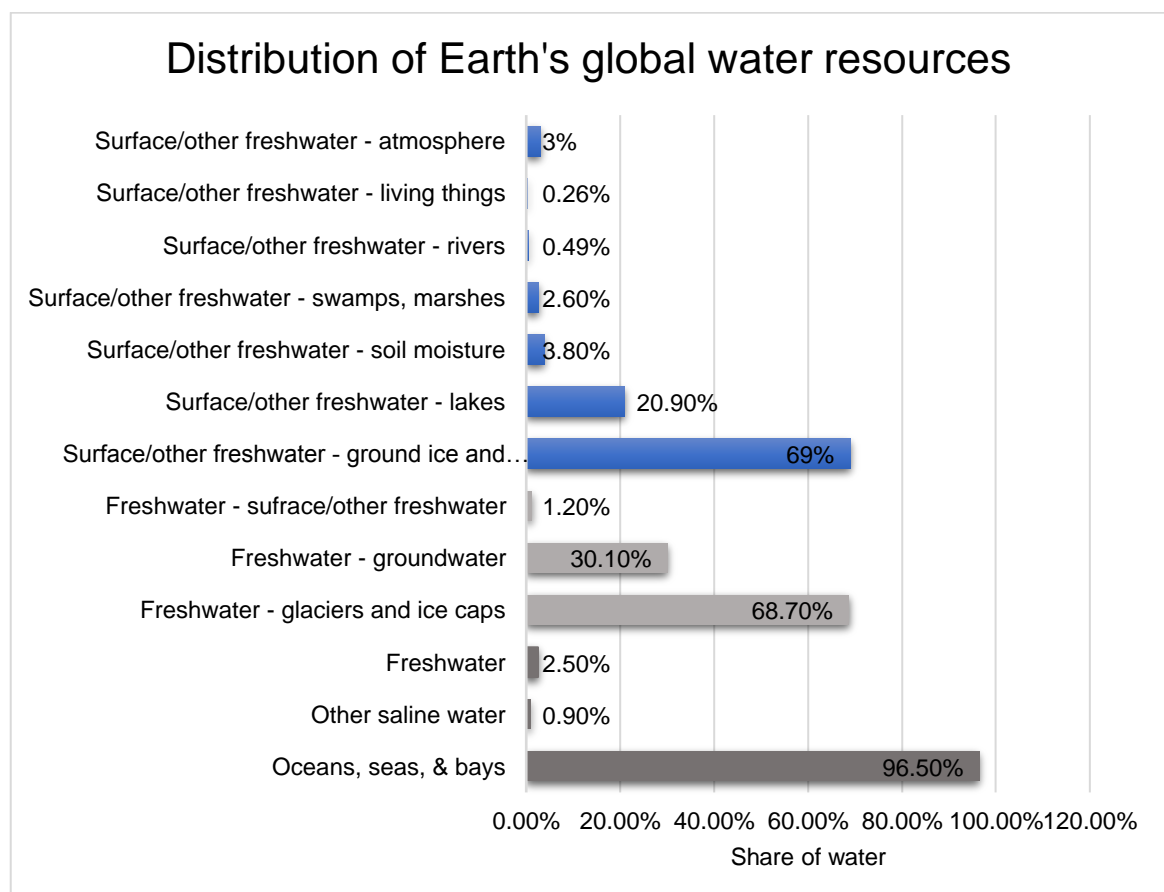 Distribution of Earth's global water resources
Surface/other freshwater - atmosphere 3%
Surface/other freshwater - living things 0.26%
Surface/other freshwater - rivers 0.49%
Surface/other freshwater - swamps, marshes 2.60%
Surface/other freshwater - soil moisture 3.80%
Surface/other freshwater - lakes 20.90%
Surface/other freshwater - ground ice and… 69%
Freshwater - sufrace/other freshwater 1.20%
Freshwater - groundwater 30.10%
Freshwater - glaciers and ice caps 68.70%
Freshwater 2.50%
Other saline water 0.90%
Oceans, seas, & bays 96.50%
0.00% 20.00% 40.00% 60.00% 80.00% 100.00% 120.00%
Share of water